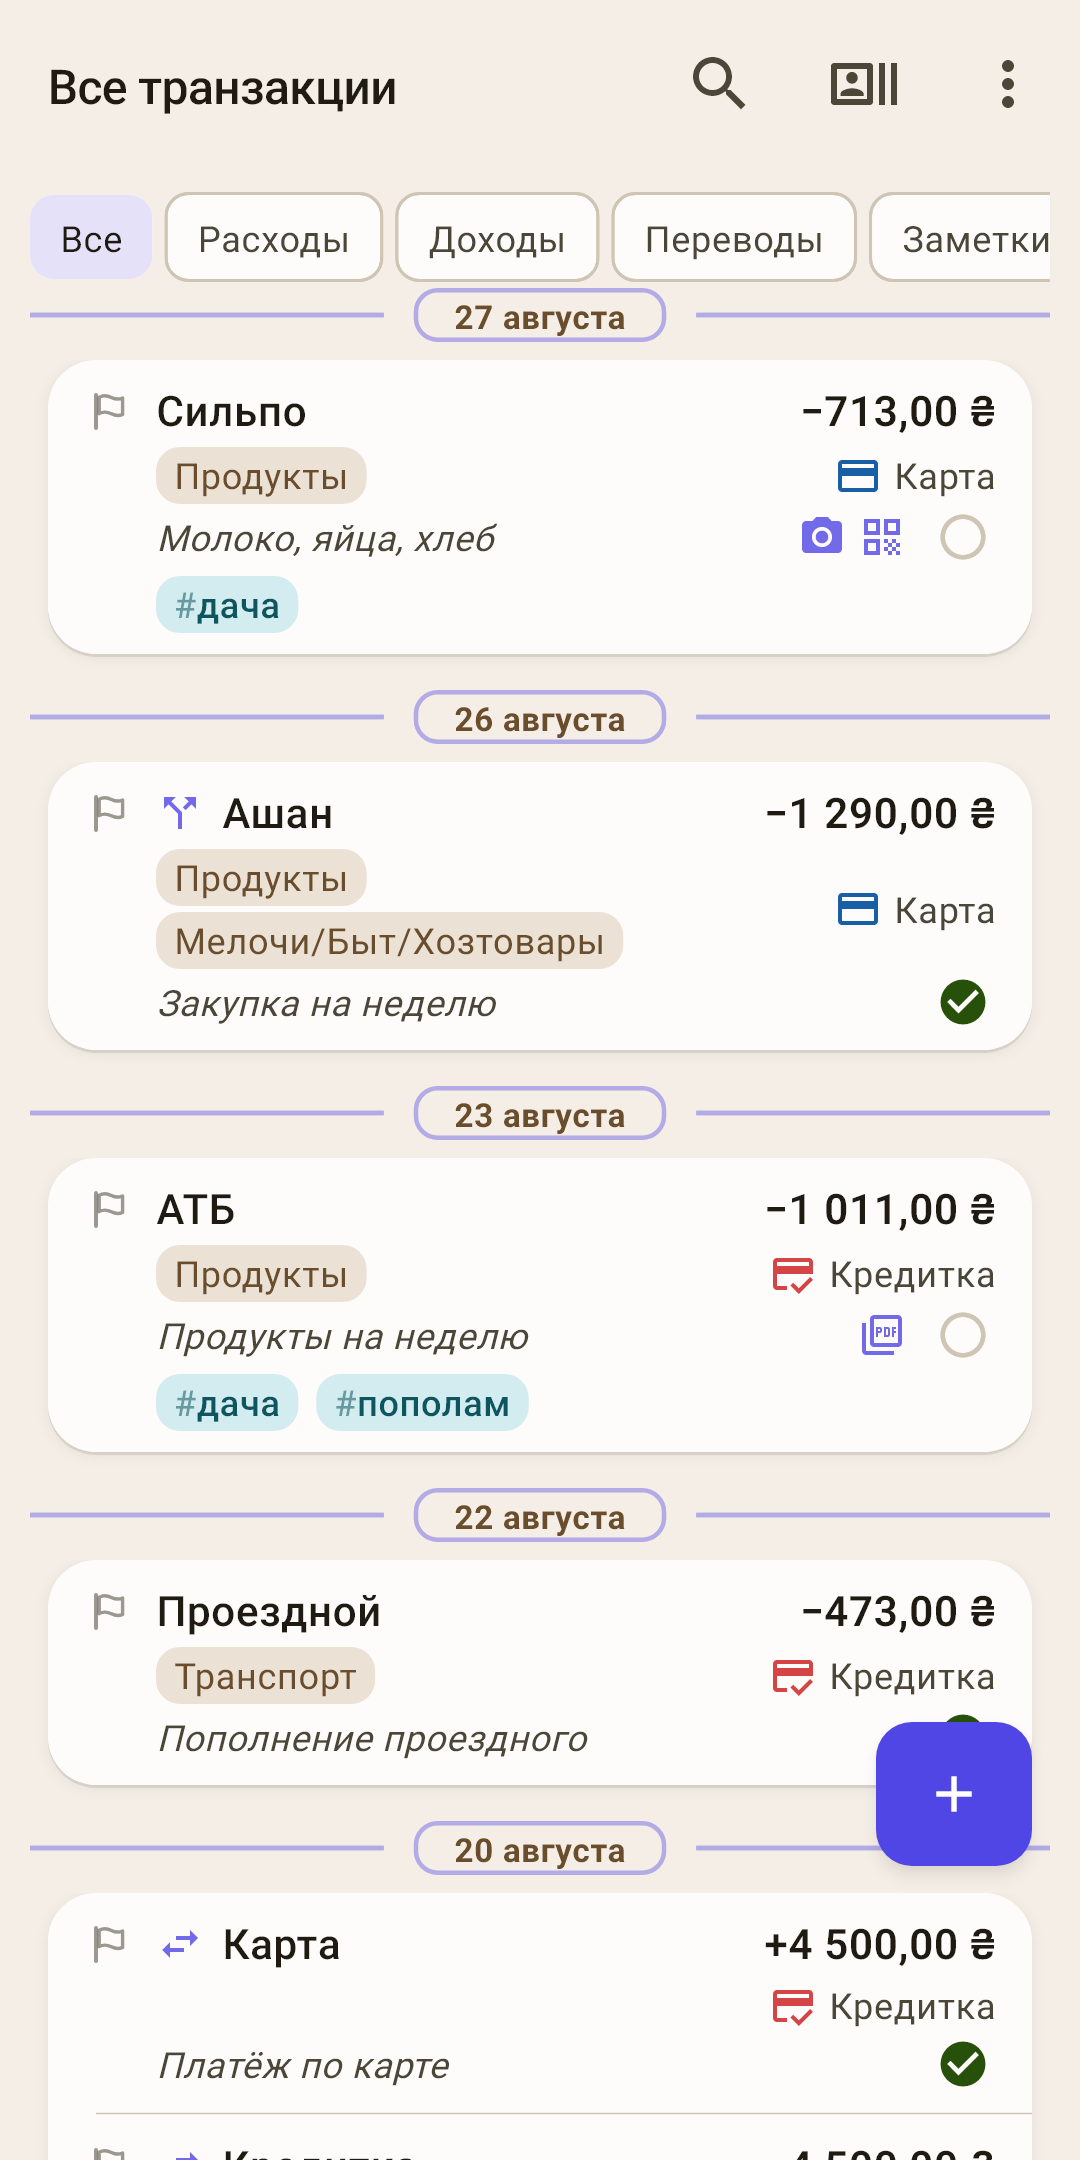 Все транзакции
Все Расходы Доходы Переводы Заметки
27 августа
Сильпо −713,00 ₴
Продукты Карта
Молоко, яйца, хлеб
#дача
26 августа
Ашан −1 290,00 ₴
Продукты
Карта
Мелочи/Быт/Хозтовары
Закупка на неделю
23 августа
АТБ −1 011,00 ₴
Продукты Кредитка
PDF
Продукты на неделю
#дача #пополам
22 августа
Проездной −473,00 ₴
Транспорт Кредитка
Пополнение проездного
+
20 августа
Карта +4 500,00 ₴
Кредитка
Платёж по карте